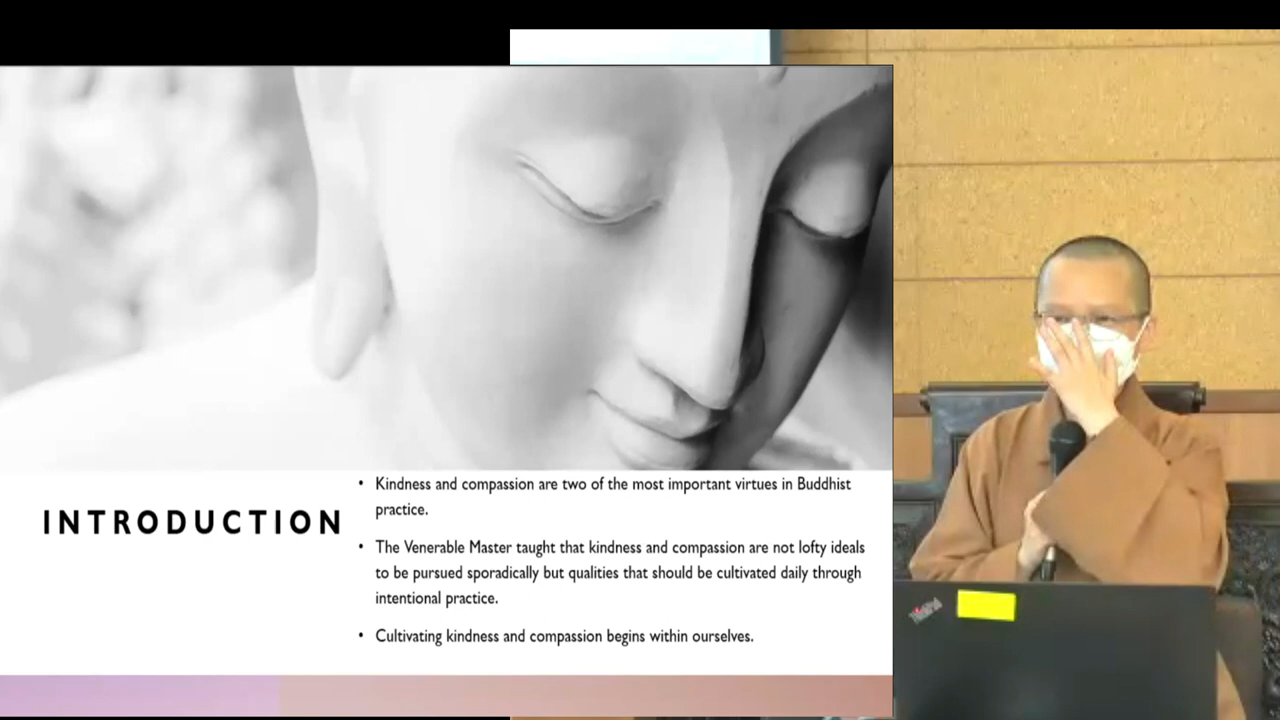 INTRODUCTION
• Kindness and compassion are two of the most important virtues in Buddhist
practice.
• The Venerable Master taught that kindness and compassion are not lofty ideals
to be pursued sporadically but qualities that should be cultivated daily through
intentional practice.
• Cultivating kindness and compassion begins within ourselves.
ThinkPad